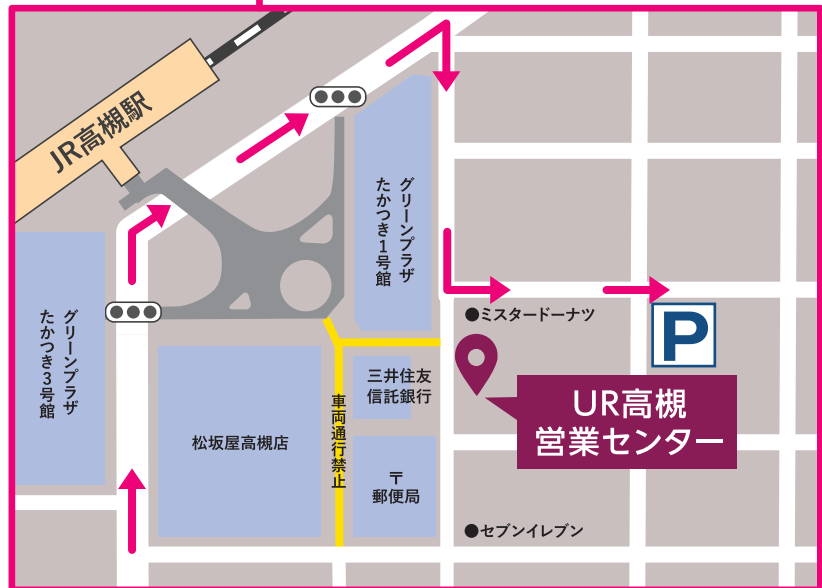 JR高槻駅
グリーンプラザ
たかつき1号館
グリーンプラザ
たかつき3号館
●ミスタードーナツ
P
三井住友
信託銀行
UR高槻
営業センター
車両通行禁止
松坂屋高槻店
〒
郵便局
●セブンイレブン